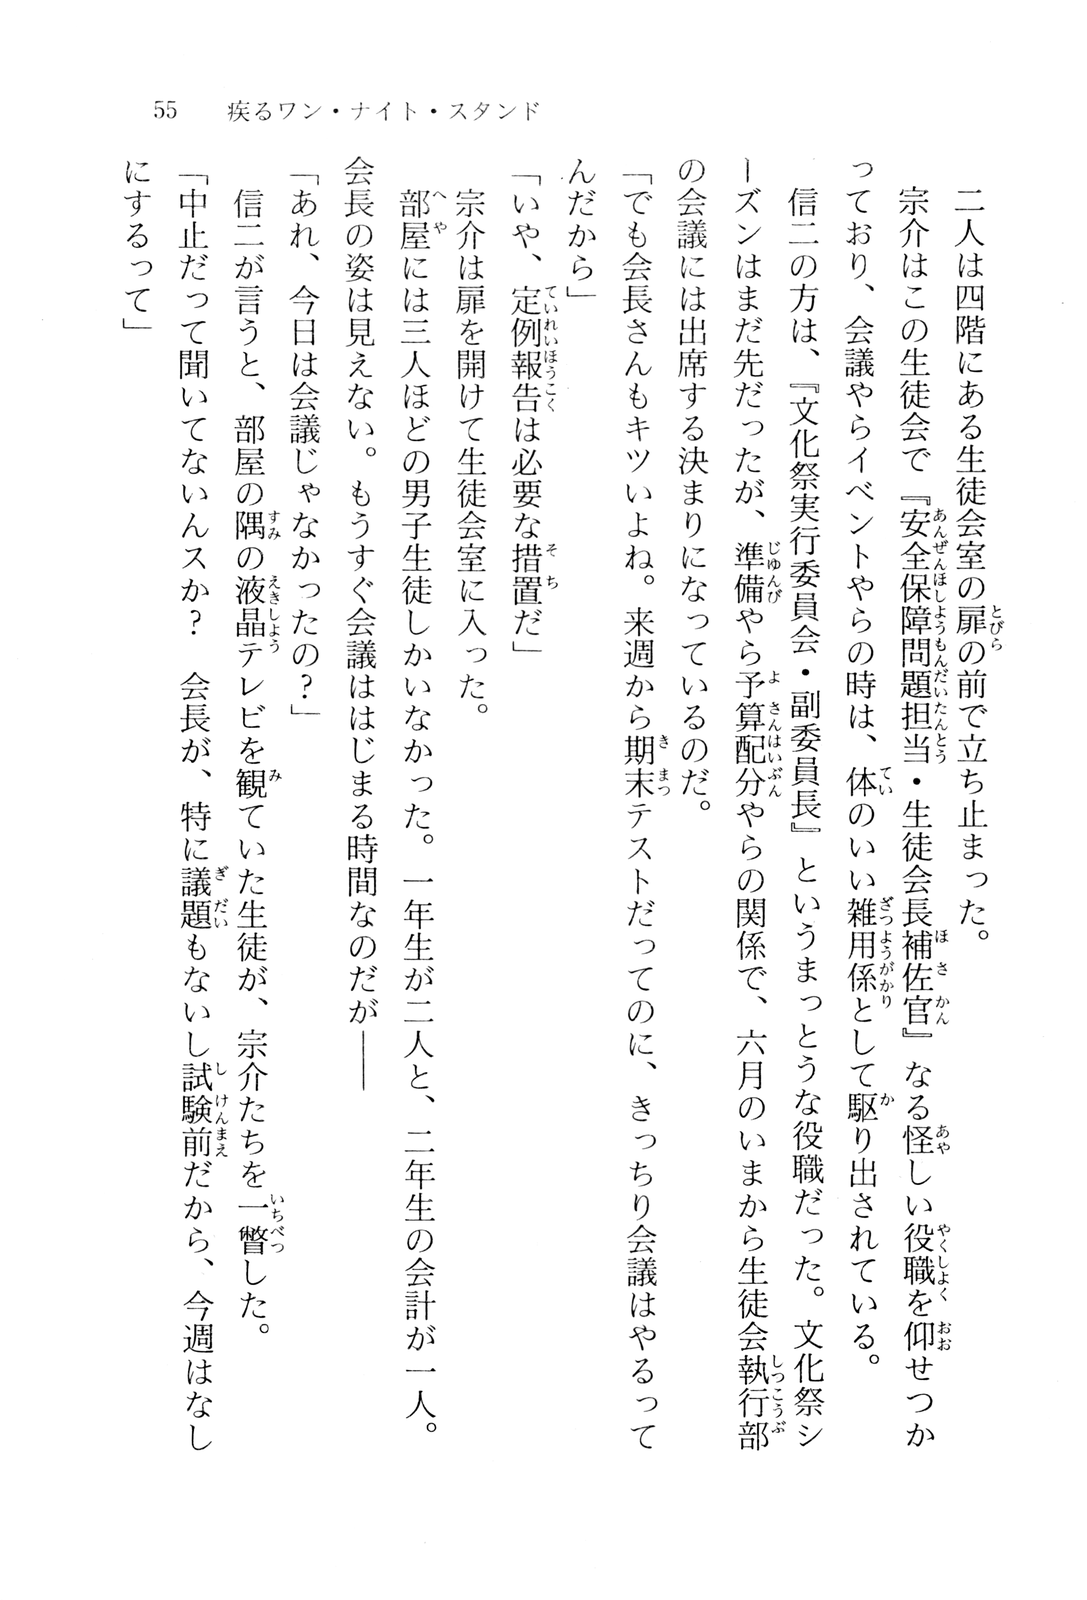 55　疾るワン・ナイト・スタンド
　二人は四階にある生徒会室の扉の前で立ち止まった。
　宗介はこの生徒会で『安全保障問題担当・生徒会長補佐官』なる怪しい役職を仰せつか
っており、会議やらイベントやらの時は、体のいい雑用係として駆り出されている。
　信二の方は、『文化祭実行委員会・副委員長』というまっとうな役職だった。文化祭シ
ーズンはまだ先だったが、準備やら予算配分やらの関係で、六月のいまから生徒会執行部
の会議には出席する決まりになっているのだ。
「でも会長さんもキツいよね。来週から期末テストだってのに、きっちり会議はやるって
んだから」
「いや、定例報告は必要な措置だ」
　宗介は扉を開けて生徒会室に入った。
　部屋には三人ほどの男子生徒しかいなかった。一年生が二人と、二年生の会計が一人。
会長の姿は見えない。もうすぐ会議ははじまる時間なのだが――
「あれ、今日は会議じゃなかったの？」
　信二が言うと、部屋の隅の液晶テレビを観ていた生徒が、宗介たちを一瞥した。
「中止だって聞いてないんスか？　会長が、特に議題もないし試験前だから、今週はなし
にするって」